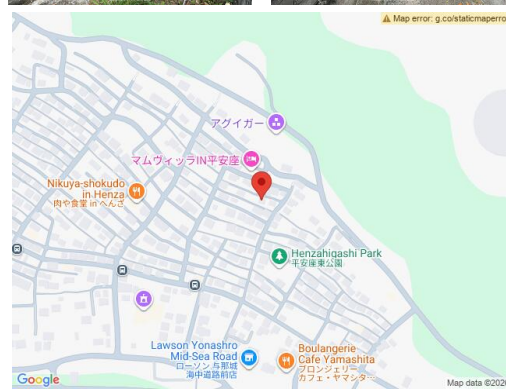 Map error: g.co/staticmaperro
アグイガー
マムヴィッラIN平安座
Nikuya-shokudo
in Henza
肉や食堂 in へんざ
Henzahigashi Park
平安座東公園
Lawson Yonashro
Mid-Sea Road
ローソン 与那城
海中道路前店
Boulangerie
Cafe Yamashita
ブロンジェリー
カフェ・ヤマシタ…
Google
Map data ©2026